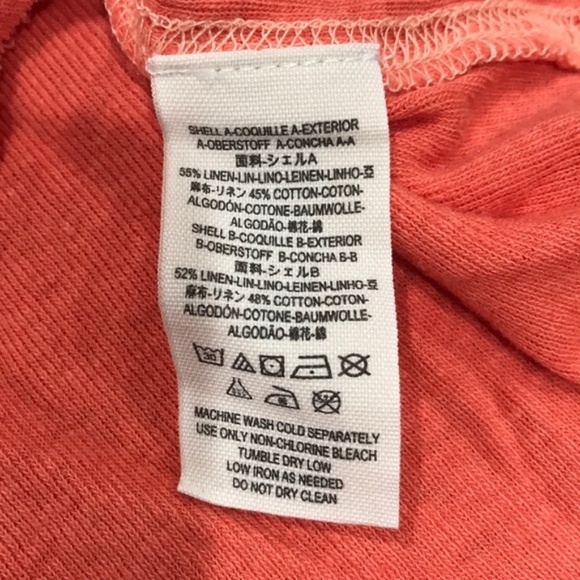 SHELL A-COQUILLE A-EXTERIOR
A-OBERSTOFF A-CONCHA A-A
面料-シェルA
55% LINEN-LIN-LINO-LEINEN-LINHO-亞
麻布-リネン 45% COTTON-COTON-
ALGODÓN-COTONE-BAUMWOLLE-
ALGODÃO-棉花-綿
SHELL B-COQUILLE B-EXTERIOR
B-OBERSTOFF B-CONCHA B-B
面料-シェルB
52% LINEN-LIN-LINO-LEINEN-LINHO-亞
麻布-リネン 48% COTTON-COTON-
ALGODÓN-COTONE-BAUMWOLLE-
ALGODÃO-棉花-綿
30
MACHINE WASH COLD SEPARATELY
USE ONLY NON-CHLORINE BLEACH
TUMBLE DRY LOW
LOW IRON AS NEEDED
DO NOT DRY CLEAN